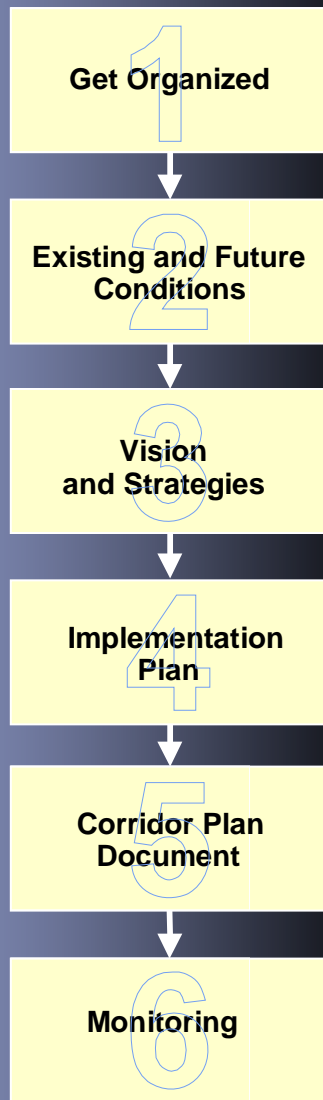 1
Get Organized
2
Existing and Future
Conditions
3
Vision
and Strategies
4
Implementation
Plan
5
Corridor Plan
Document
6
Monitoring